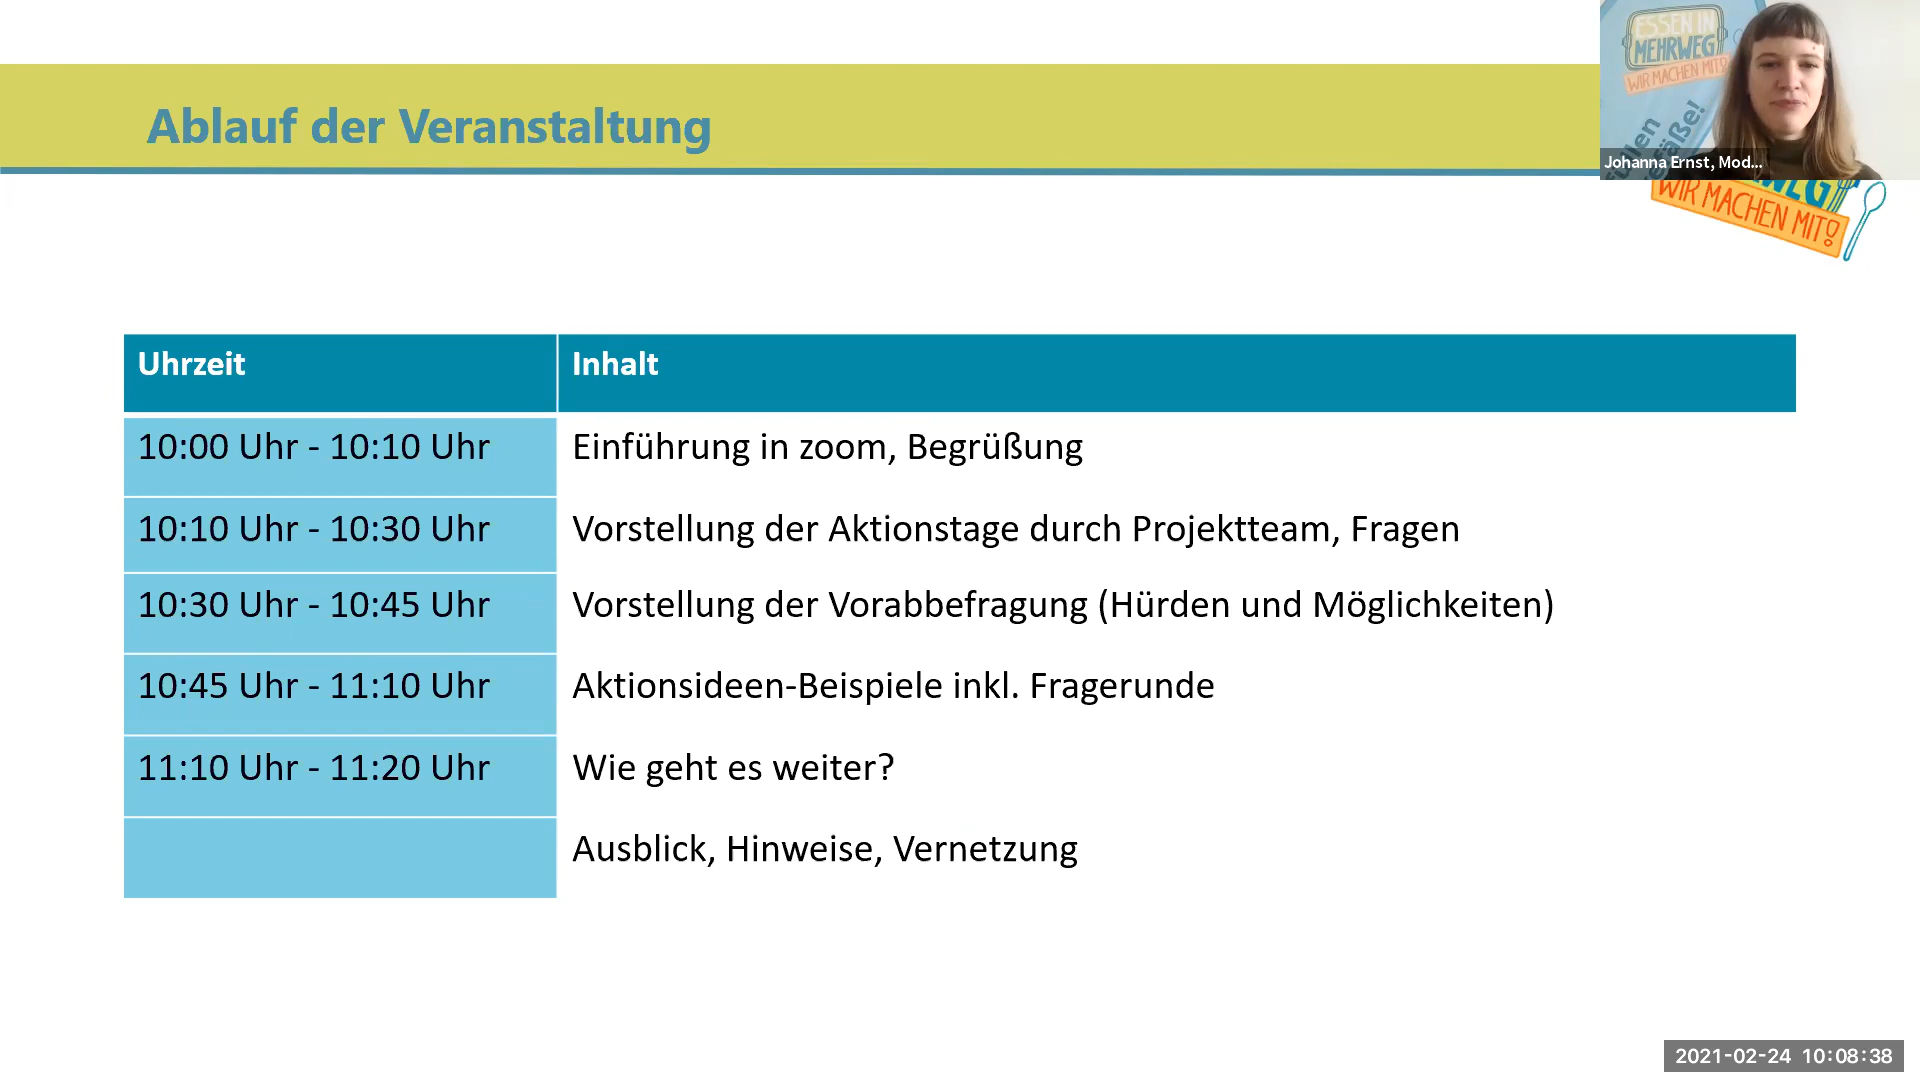 Ablauf der Veranstaltung
ESSEN IN
MEHRWEG
WIR MACHEN MIT!
Johanna Ernst, Mod...
WIR MACHEN MIT!
Uhrzeit Inhalt
10:00 Uhr - 10:10 Uhr Einführung in zoom, Begrüßung
10:10 Uhr - 10:30 Uhr Vorstellung der Aktionstage durch Projektteam, Fragen
10:30 Uhr - 10:45 Uhr Vorstellung der Vorabbefragung (Hürden und Möglichkeiten)
10:45 Uhr - 11:10 Uhr Aktionsideen-Beispiele inkl. Fragerunde
11:10 Uhr - 11:20 Uhr Wie geht es weiter?
Ausblick, Hinweise, Vernetzung
2021-02-24 10:08:38